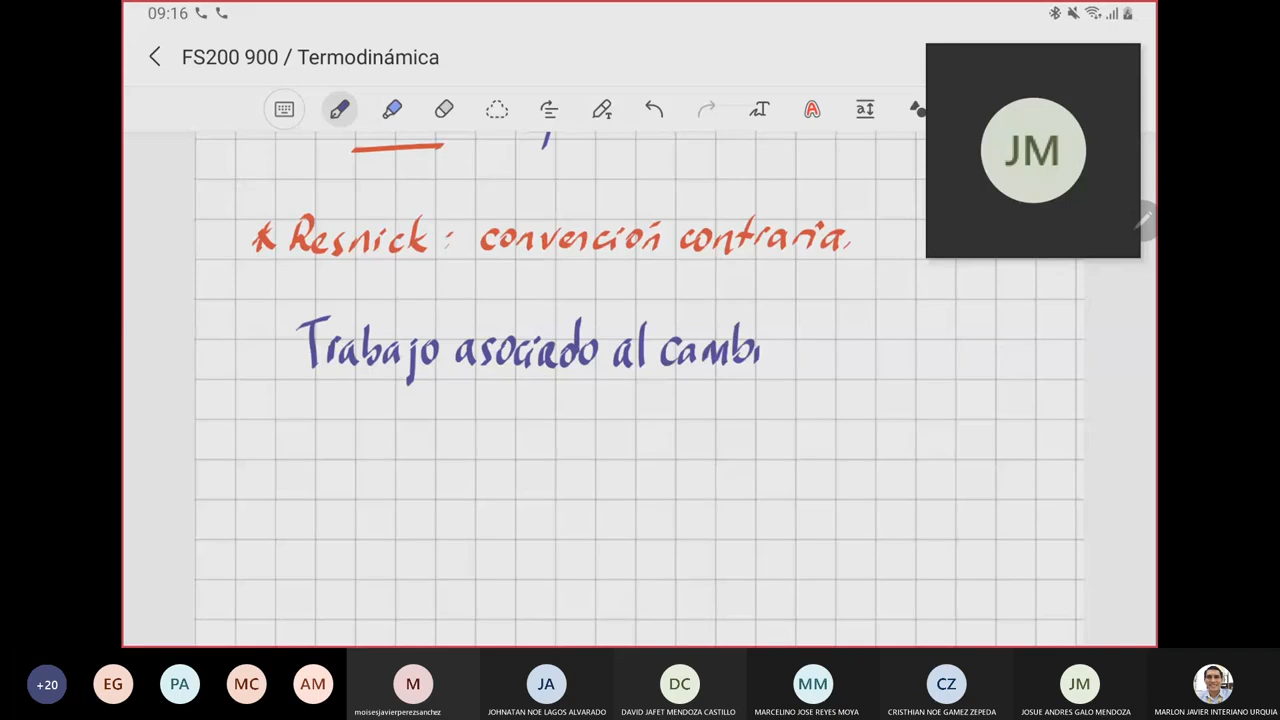 09:16
FS200 900 / Termodinámica
JM
* Resnick: convención contraria.
Trabajo asociado al cambi
+20
EG
PA
MC
AM
M
JA
DC
MM
CZ
JM
moisesjavierperezsanchez
JOHNATAN NOE LAGOS ALVARADO
DAVID JAFET MENDOZA CASTILLO
MARCELINO JOSE REYES MOYA
CRISTHIAN NOE GAMEZ ZEPEDA
JOSUE ANDRES GALO MENDOZA
MARLON JAVIER INTERIANO URQUIA